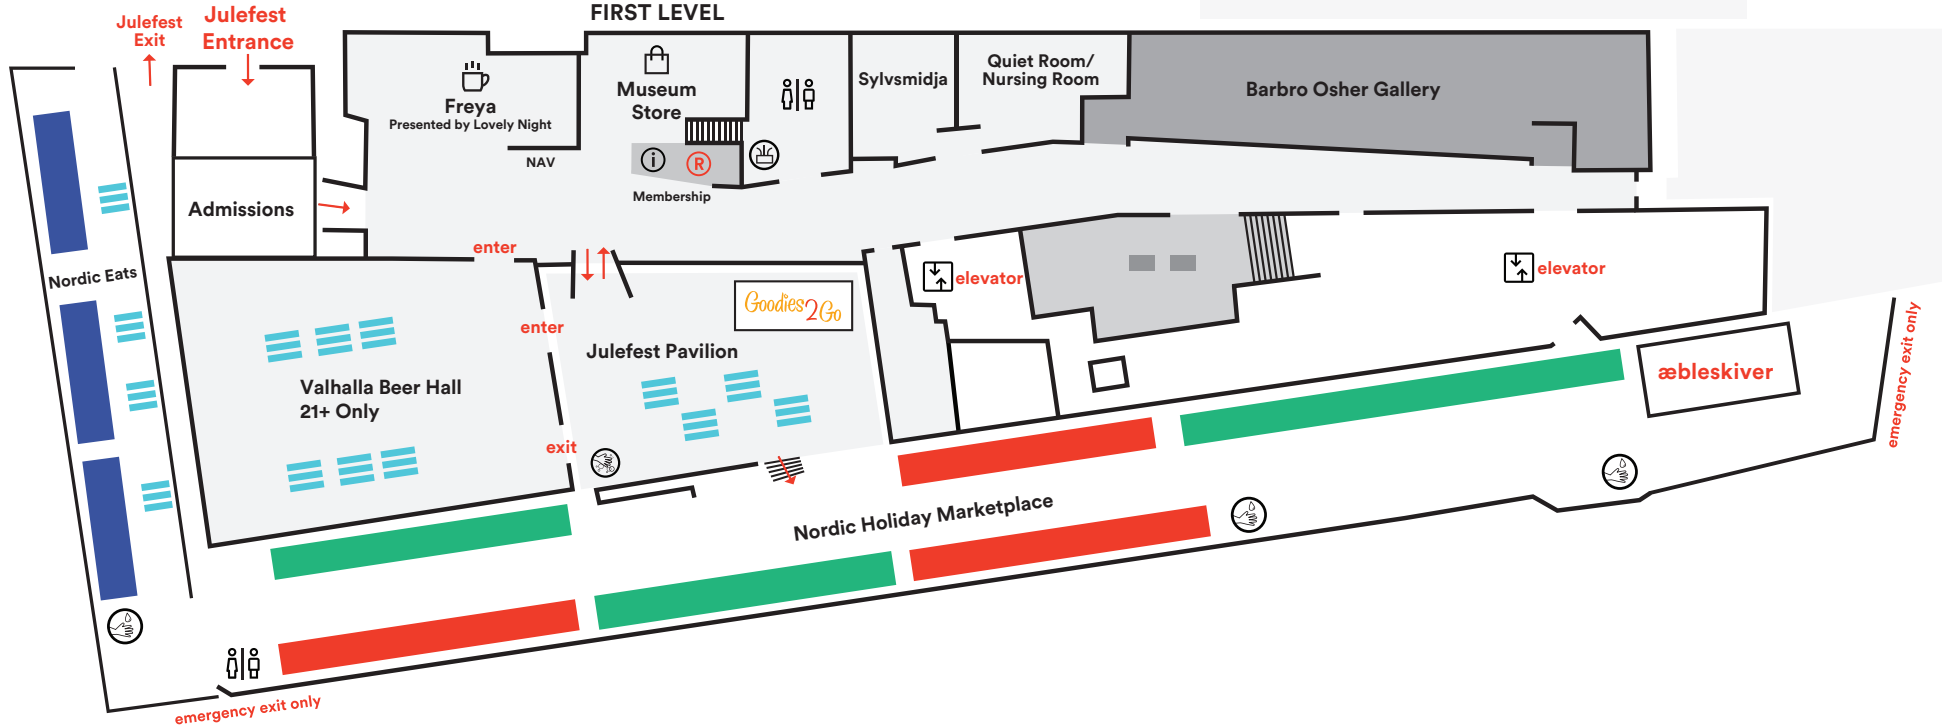 FIRST LEVEL
Julefest
Exit
Julefest
Entrance
Freya
Presented by Lovely Night
NAV
Museum
Store
i
R
Membership
Sylvsmidja
Quiet Room/
Nursing Room
Barbro Osher Gallery
Admissions
enter
Nordic Eats
elevator
elevator
Goodies2Go
enter
Julefest Pavilion
Valhalla Beer Hall
21+ Only
exit
æbleskiver
emergency exit only
Nordic Holiday Marketplace
emergency exit only